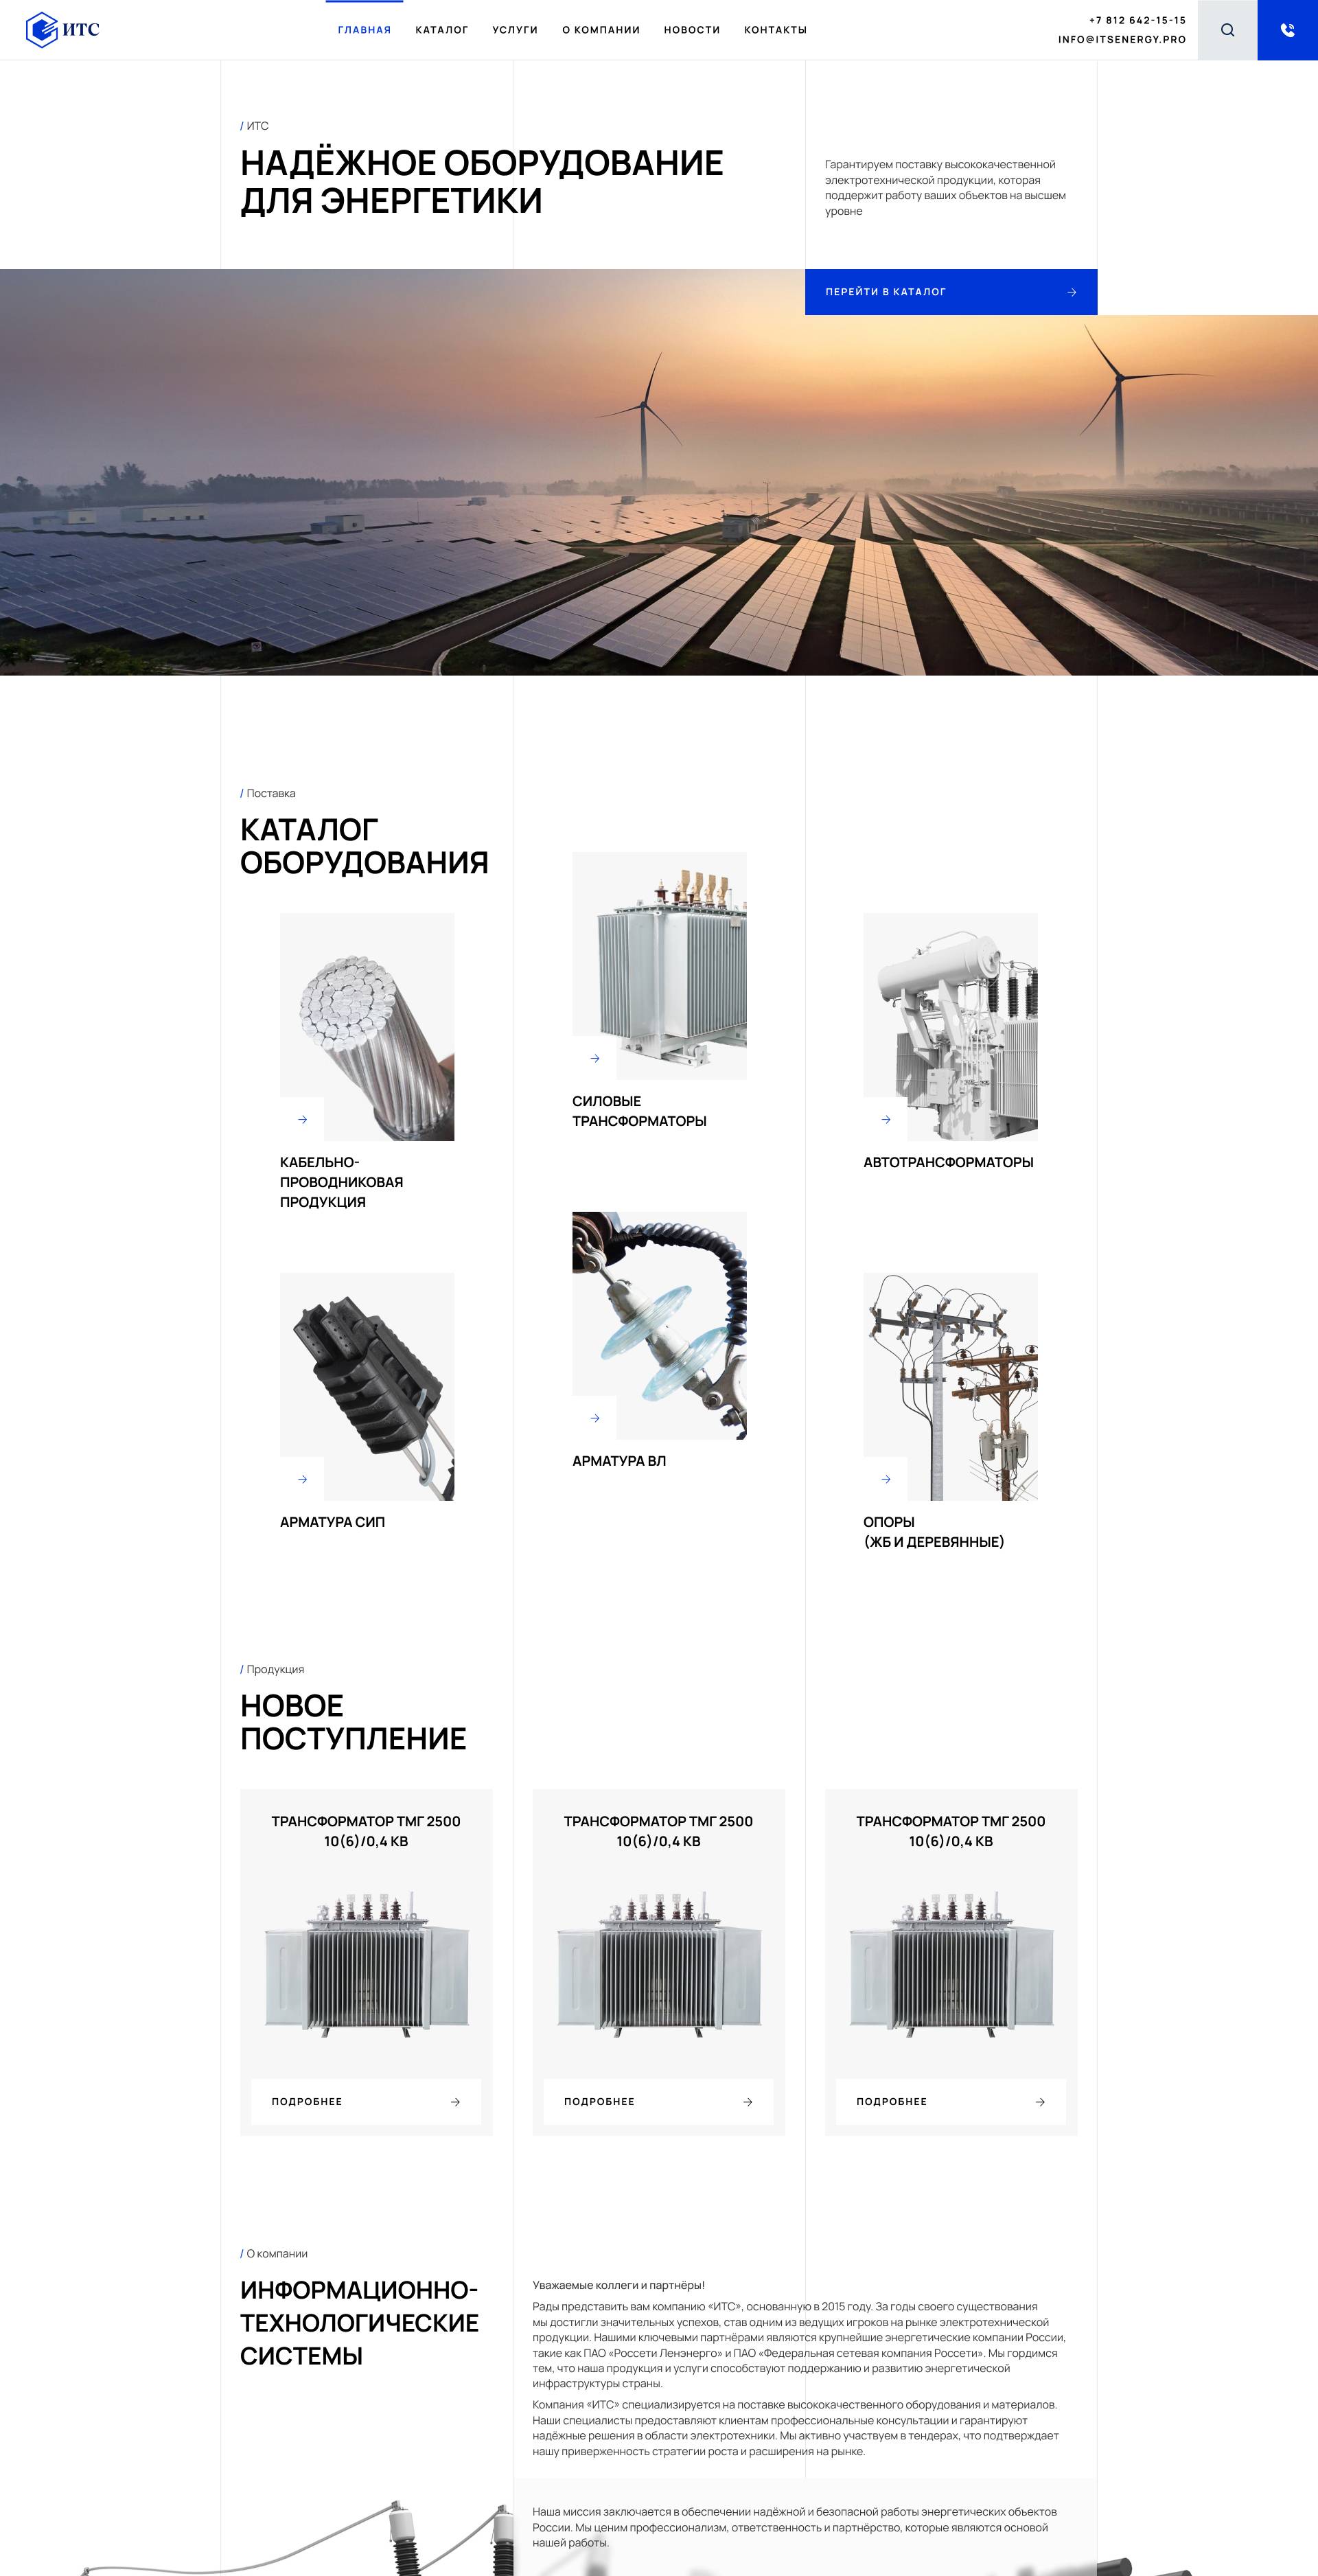 ИТС
ГЛАВНАЯ КАТАЛОГ УСЛУГИ О КОМПАНИИ НОВОСТИ КОНТАКТЫ
+7 812 642-15-15
INFO@ITSENERGY.PRO
/ ИТС
НАДЁЖНОЕ ОБОРУДОВАНИЕ
ДЛЯ ЭНЕРГЕТИКИ
Гарантируем поставку высококачественной
электротехнической продукции, которая
поддержит работу ваших объектов на высшем
уровне
ПЕРЕЙТИ В КАТАЛОГ
/ Поставка
КАТАЛОГ
ОБОРУДОВАНИЯ
КАБЕЛЬНО-
ПРОВОДНИКОВАЯ
ПРОДУКЦИЯ
СИЛОВЫЕ
ТРАНСФОРМАТОРЫ
АВТОТРАНСФОРМАТОРЫ
АРМАТУРА СИП
АРМАТУРА ВЛ
ОПОРЫ
(ЖБ И ДЕРЕВЯННЫЕ)
/ Продукция
НОВОЕ
ПОСТУПЛЕНИЕ
ТРАНСФОРМАТОР ТМГ 2500
10(6)/0,4 КВ
ПОДРОБНЕЕ
ТРАНСФОРМАТОР ТМГ 2500
10(6)/0,4 КВ
ПОДРОБНЕЕ
ТРАНСФОРМАТОР ТМГ 2500
10(6)/0,4 КВ
ПОДРОБНЕЕ
/ О компании
ИНФОРМАЦИОННО-
ТЕХНОЛОГИЧЕСКИЕ
СИСТЕМЫ
Уважаемые коллеги и партнёры!
Рады представить вам компанию «ИТС», основанную в 2015 году. За годы своего существования
мы достигли значительных успехов, став одним из ведущих игроков на рынке электротехнической
продукции. Нашими ключевыми партнёрами являются крупнейшие энергетические компании России,
такие как ПАО «Россети Ленэнерго» и ПАО «Федеральная сетевая компания Россети». Мы гордимся
тем, что наша продукция и услуги способствуют поддержанию и развитию энергетической
инфраструктуры страны.
Компания «ИТС» специализируется на поставке высококачественного оборудования и материалов.
Наши специалисты предоставляют клиентам профессиональные консультации и гарантируют
надёжные решения в области электротехники. Мы активно участвуем в тендерах, что подтверждает
нашу приверженность стратегии роста и расширения на рынке.
Наша миссия заключается в обеспечении надёжной и безопасной работы энергетических объектов
России. Мы ценим профессионализм, ответственность и партнёрство, которые являются основой
нашей работы.